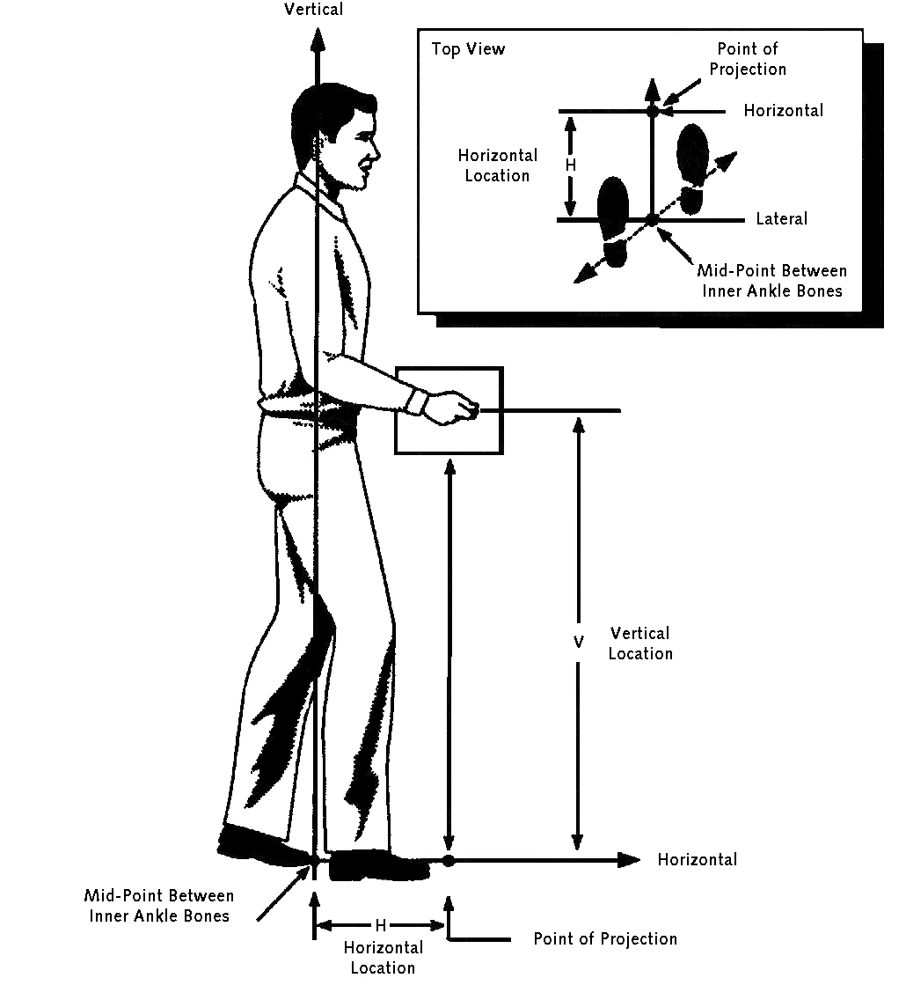 Vertical
Top View
Point of
Projection
Horizontal
Horizontal
Location
H
Lateral
Mid-Point Between
Inner Ankle Bones
V
Vertical
Location
Horizontal
Mid-Point Between
Inner Ankle Bones
H
Horizontal
Location
Point of Projection